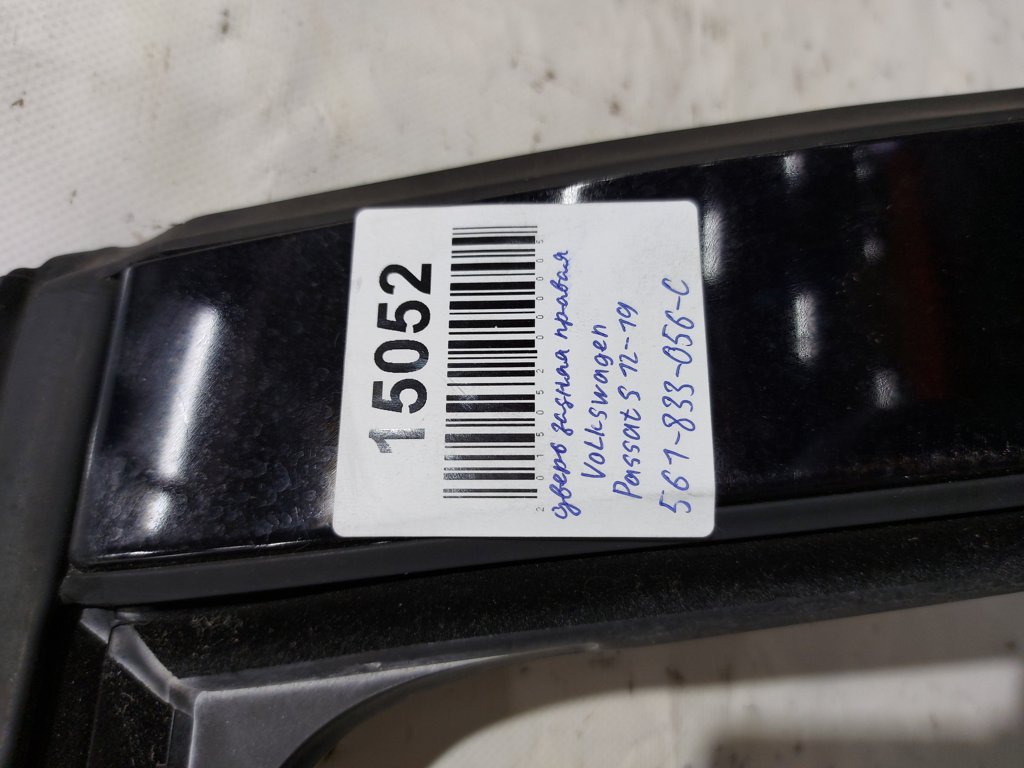 15052
дверь задняя правая
Volkswagen
Passat S 12-19
561-833-056-C